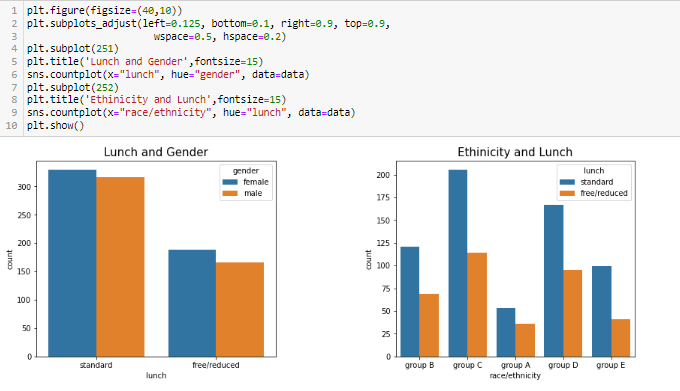 1 plt.figure(figsize=(40,10))
2 plt.subplots_adjust(left=0.125, bottom=0.1, right=0.9, top=0.9,
3 wspace=0.5, hspace=0.2)
4 plt.subplot(251)
5 plt.title('Lunch and Gender',fontsize=15)
6 sns.countplot(x="lunch", hue="gender", data=data)
7 plt.subplot(252)
8 plt.title('Ethinicity and Lunch',fontsize=15)
9 sns.countplot(x="race/ethnicity", hue="lunch", data=data)
10 plt.show()
Lunch and Gender
gender
female
male
300
250
200
150
100
50
0
count
standard free/reduced
lunch
Ethinicity and Lunch
lunch
standard
free/reduced
200
175
150
125
100
75
50
25
0
count
group B group C group A group D group E
race/ethnicity